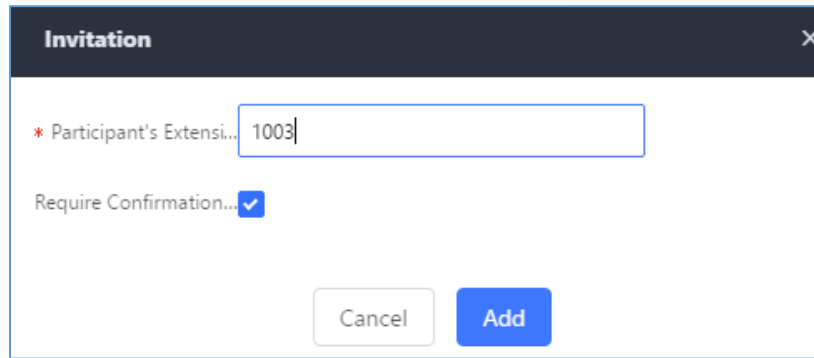 Invitation
* Participant's Extensi... 1003
Require Confirmation...
Cancel Add